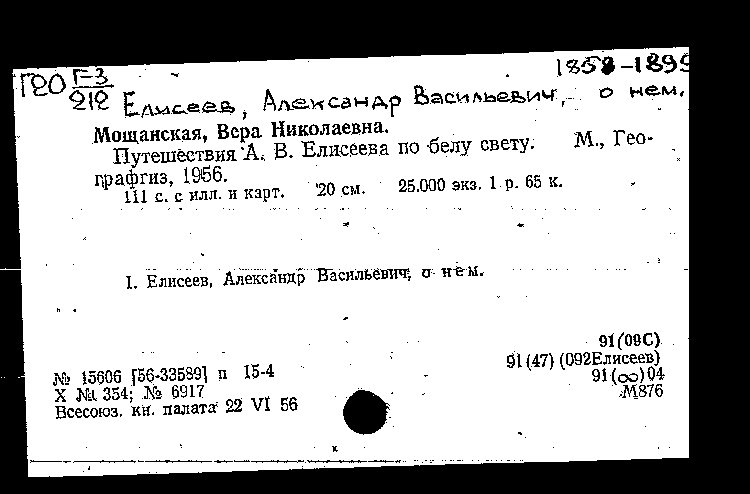 ГЕО Г-3 1858-1899
212 Елисеев, Александр Васильевич, о нем.
Мощанская, Вера Николаевна.
Путешествия А. В. Елисеева по белу свету. М., Гео-
графгиз, 1956.
111 с. с илл. и карт. 20 см. 25.000 экз. 1 р. 65 к.
I. Елисеев, Александр Васильевич, о нем.
91(09С)
91(47)(092Елисеев)
№ 15606 [56-33589] п 15-4 91(∞)04
X № 354; № 6917 М876
Всесоюз. кн. палата 22 VI 56